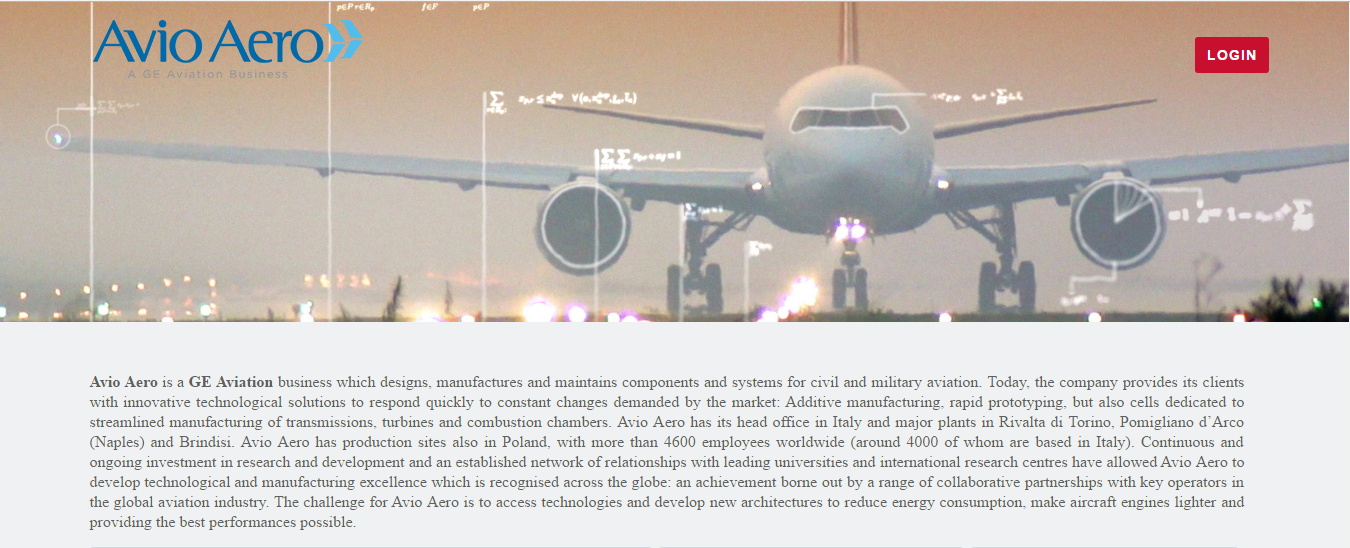 p∈P r∈Rₚ f∈F p∈P
Avio Aero
A GE Aviation Business
LOGIN
Avio Aero is a GE Aviation business which designs, manufactures and maintains components and systems for civil and military aviation. Today, the company provides its clients
with innovative technological solutions to respond quickly to constant changes demanded by the market: Additive manufacturing, rapid prototyping, but also cells dedicated to
streamlined manufacturing of transmissions, turbines and combustion chambers. Avio Aero has its head office in Italy and major plants in Rivalta di Torino, Pomigliano d’Arco
(Naples) and Brindisi. Avio Aero has production sites also in Poland, with more than 4600 employees worldwide (around 4000 of whom are based in Italy). Continuous and
ongoing investment in research and development and an established network of relationships with leading universities and international research centres have allowed Avio Aero to
develop technological and manufacturing excellence which is recognised across the globe: an achievement borne out by a range of collaborative partnerships with key operators in
the global aviation industry. The challenge for Avio Aero is to access technologies and develop new architectures to reduce energy consumption, make aircraft engines lighter and
providing the best performances possible.